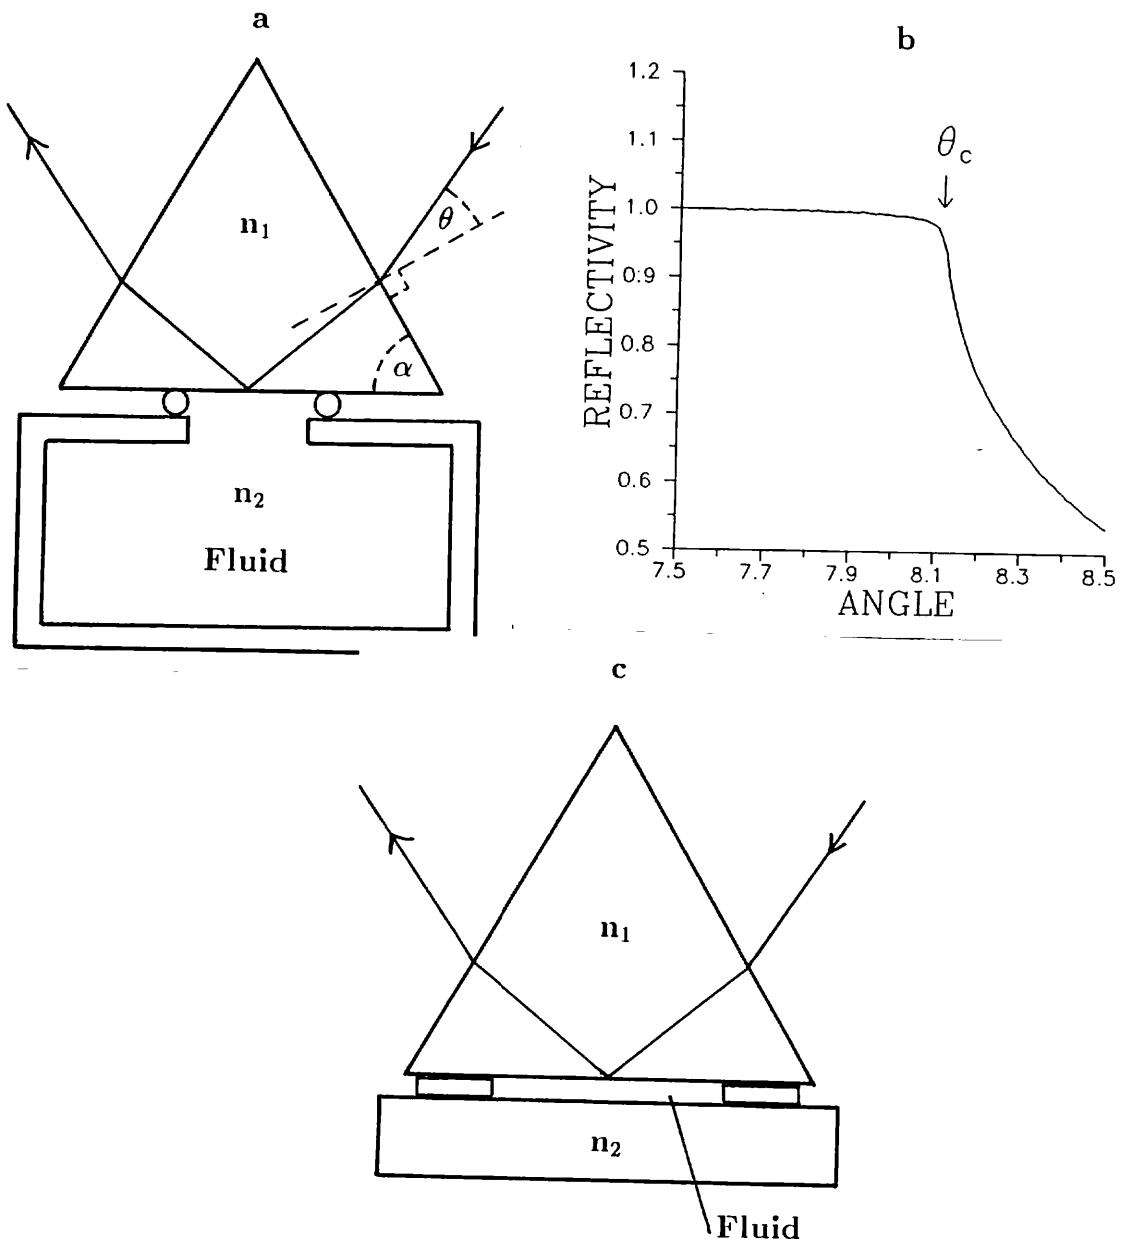 a
n₁
θ
α
n₂
Fluid
b
REFLECTIVITY
1.2
1.1
1.0
0.9
0.8
0.7
0.6
0.5
θc
7.5 7.7 7.9 8.1 8.3 8.5
ANGLE
c
n₁
n₂
Fluid